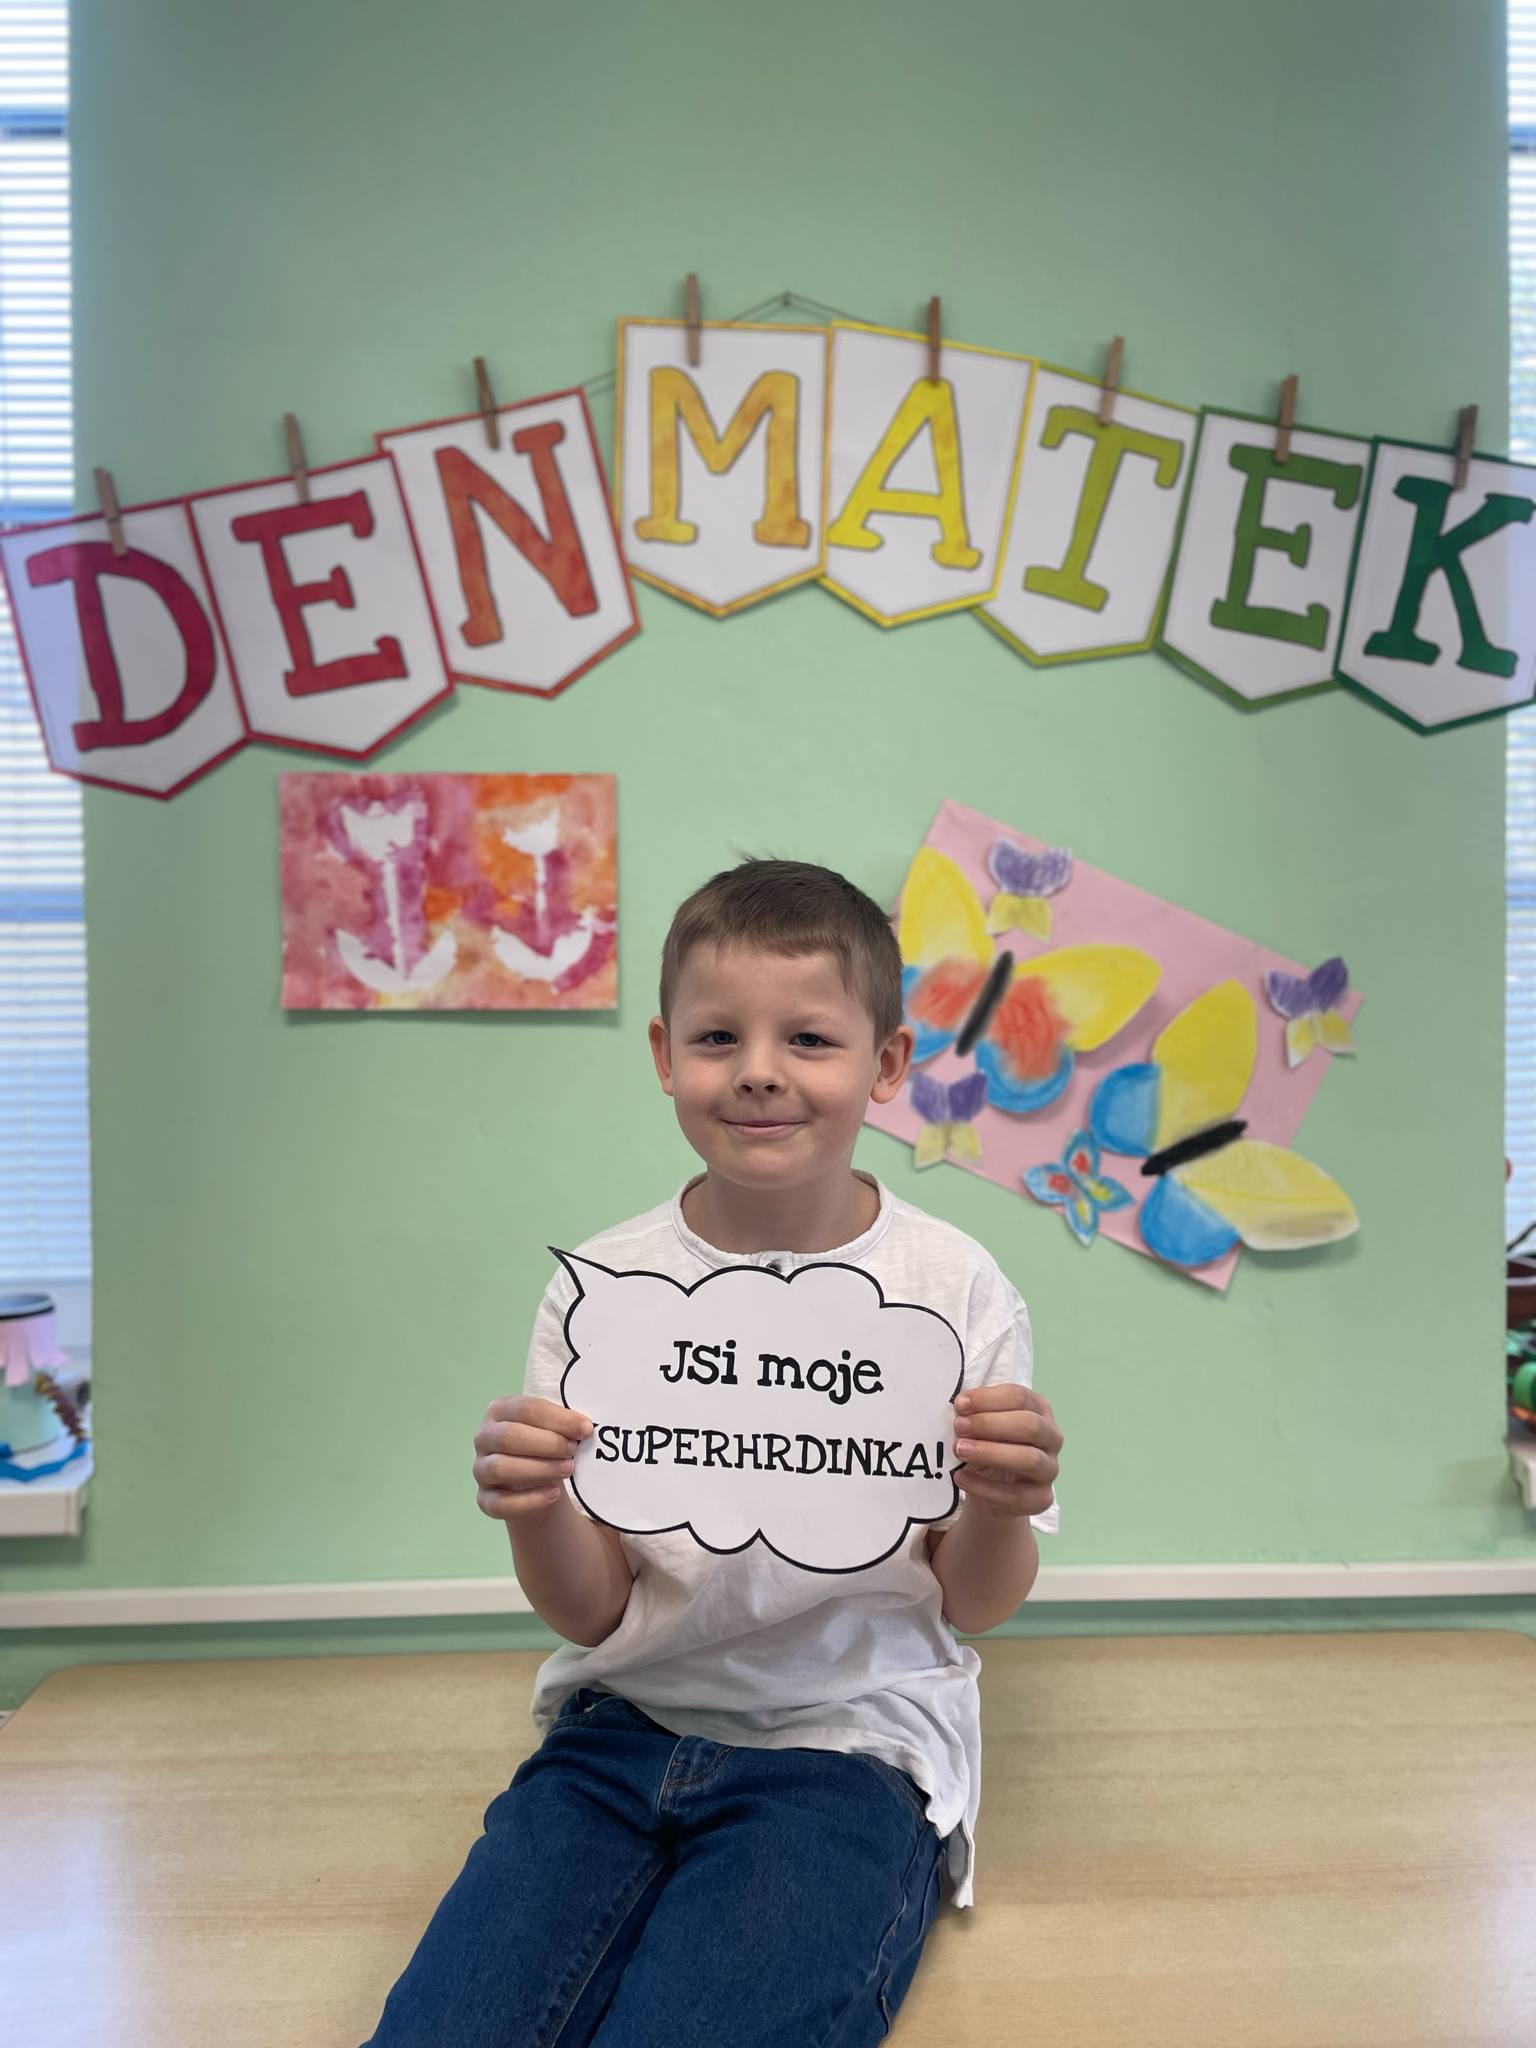 DEN MATEK
Jsi moje
SUPERHRDINKA!